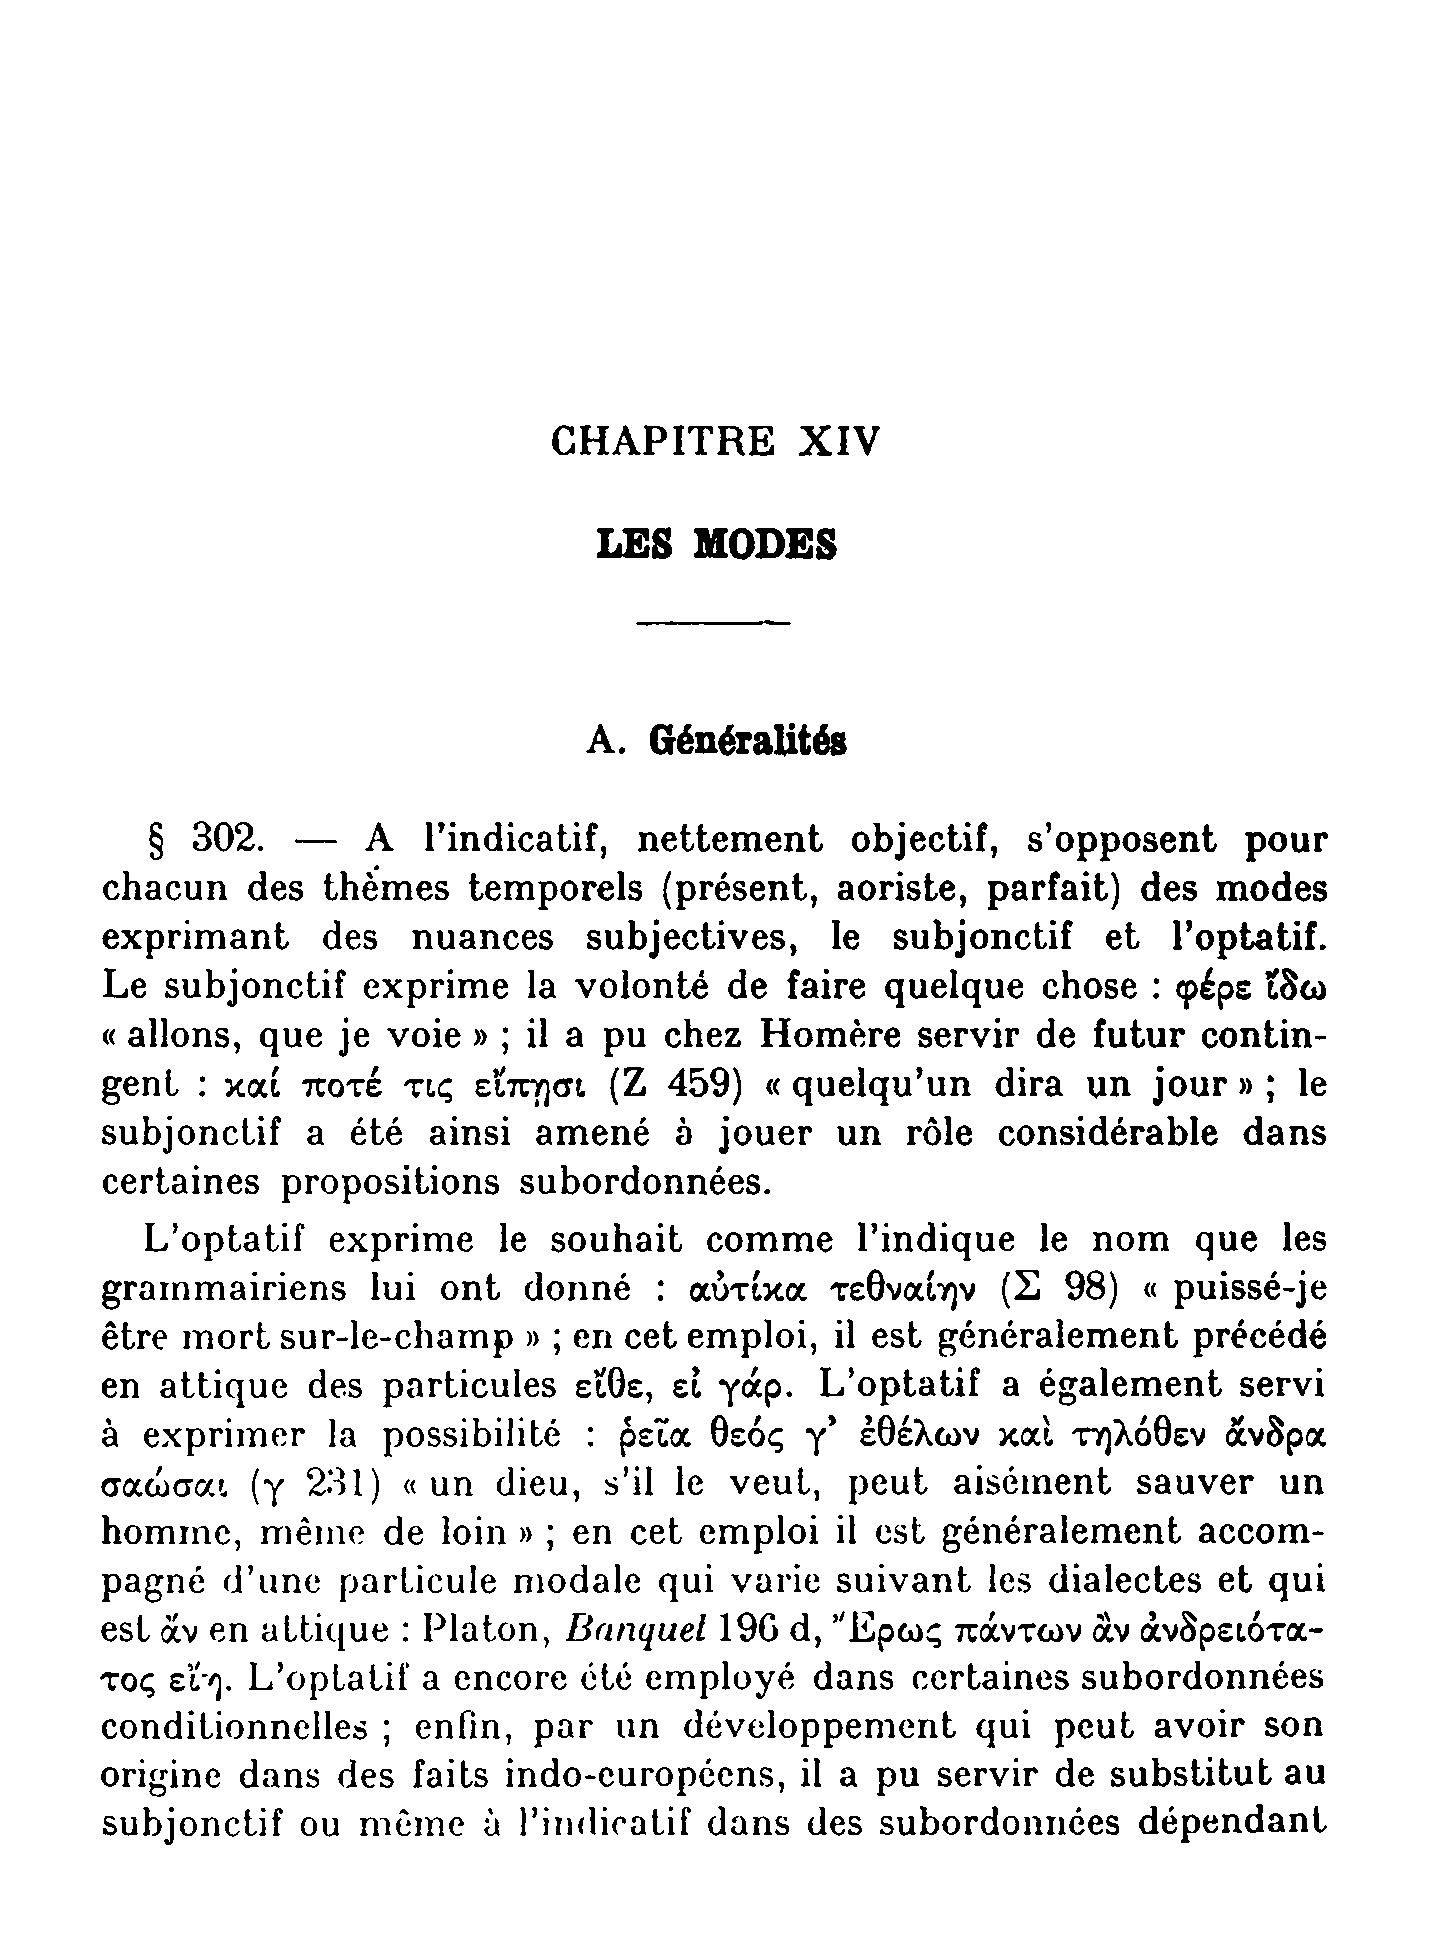 CHAPITRE XIV
LES MODES
A. Généralités
§ 302. — A l'indicatif, nettement objectif, s'opposent pour
chacun des thèmes temporels (présent, aoriste, parfait) des modes
exprimant des nuances subjectives, le subjonctif et l'optatif.
Le subjonctif exprime la volonté de faire quelque chose : φέρε ἴδω
« allons, que je voie » ; il a pu chez Homère servir de futur contin-
gent : καί ποτέ τις εἴπῃσι (Ζ 459) « quelqu'un dira un jour » ; le
subjonctif a été ainsi amené à jouer un rôle considérable dans
certaines propositions subordonnées.
L'optatif exprime le souhait comme l'indique le nom que les
grammairiens lui ont donné : αὐτίκα τεθναίην (Σ 98) « puissé-je
être mort sur-le-champ » ; en cet emploi, il est généralement précédé
en attique des particules εἴθε, εἰ γάρ. L'optatif a également servi
à exprimer la possibilité : ῥεῖα θεός γ' ἐθέλων καὶ τηλόθεν ἄνδρα
σαώσαι (γ 231) « un dieu, s'il le veut, peut aisément sauver un
homme, même de loin » ; en cet emploi il est généralement accom-
pagné d'une particule modale qui varie suivant les dialectes et qui
est ἄν en attique : Platon, Banquet 196 d, Ἔρως πάντων ἂν ἀνδρειότα-
τος εἴη. L'optatif a encore été employé dans certaines subordonnées
conditionnelles ; enfin, par un développement qui peut avoir son
origine dans des faits indo-européens, il a pu servir de substitut au
subjonctif ou même à l'indicatif dans des subordonnées dépendant